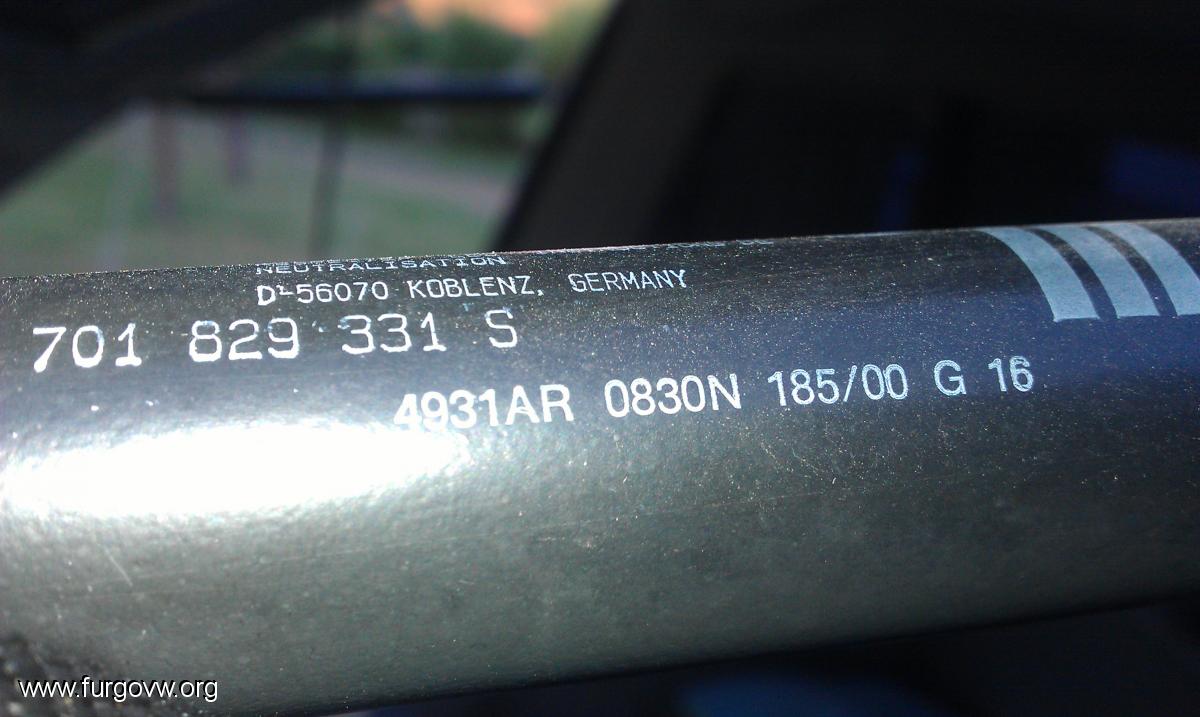 NEUTRALISATION
D-56070 KOBLENZ, GERMANY
701 829 331 S
4931AR 0830N 185/00 G 16
www.furgovw.org